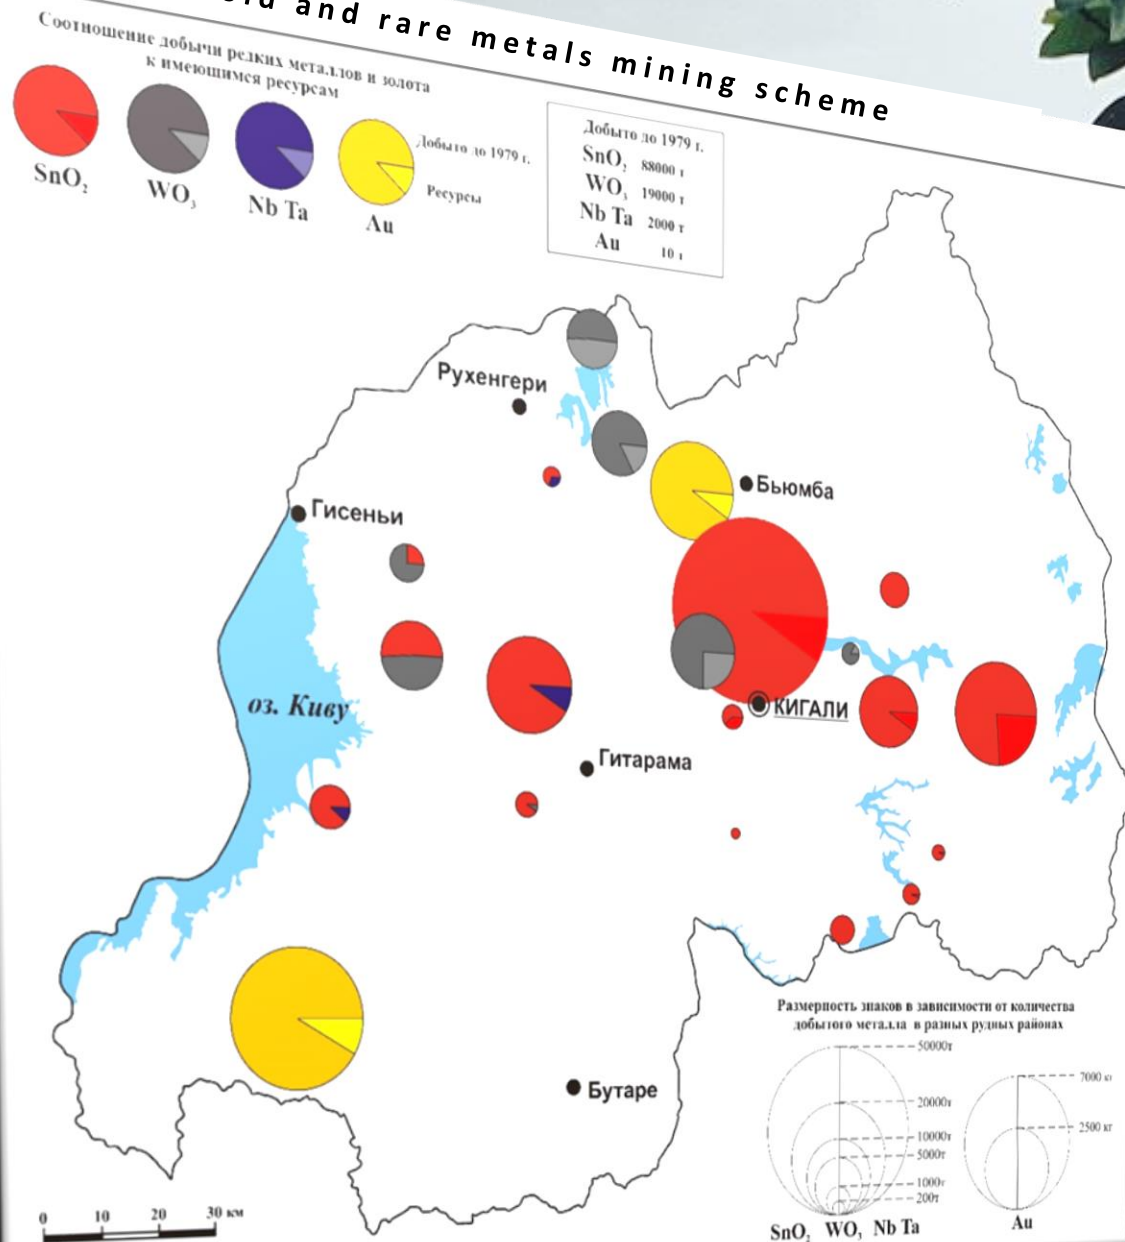 and rare metals mining scheme
Соотношение добычи редких металлов и золота
к имеющимся ресурсам
SnO₂
WO₃
Nb Ta
Au
Добыто до 1979 г.
Ресурсы
Добыто до 1979 г.
SnO₂ 88000 т
WO₃ 19000 т
Nb Ta 2000 т
Au 10 т
Рухенгери
Бьюмба
Гисеньи
оз. Киву
КИГАЛИ
Гитарама
Бутаре
Размерность знаков в зависимости от количества
добытого металла в разных рудных районах
50000т
20000т
10000т
5000т
1000т
200т
7000 кг
2500 кг
SnO₂ WO₃ Nb Ta
Au
0 10 20 30 км